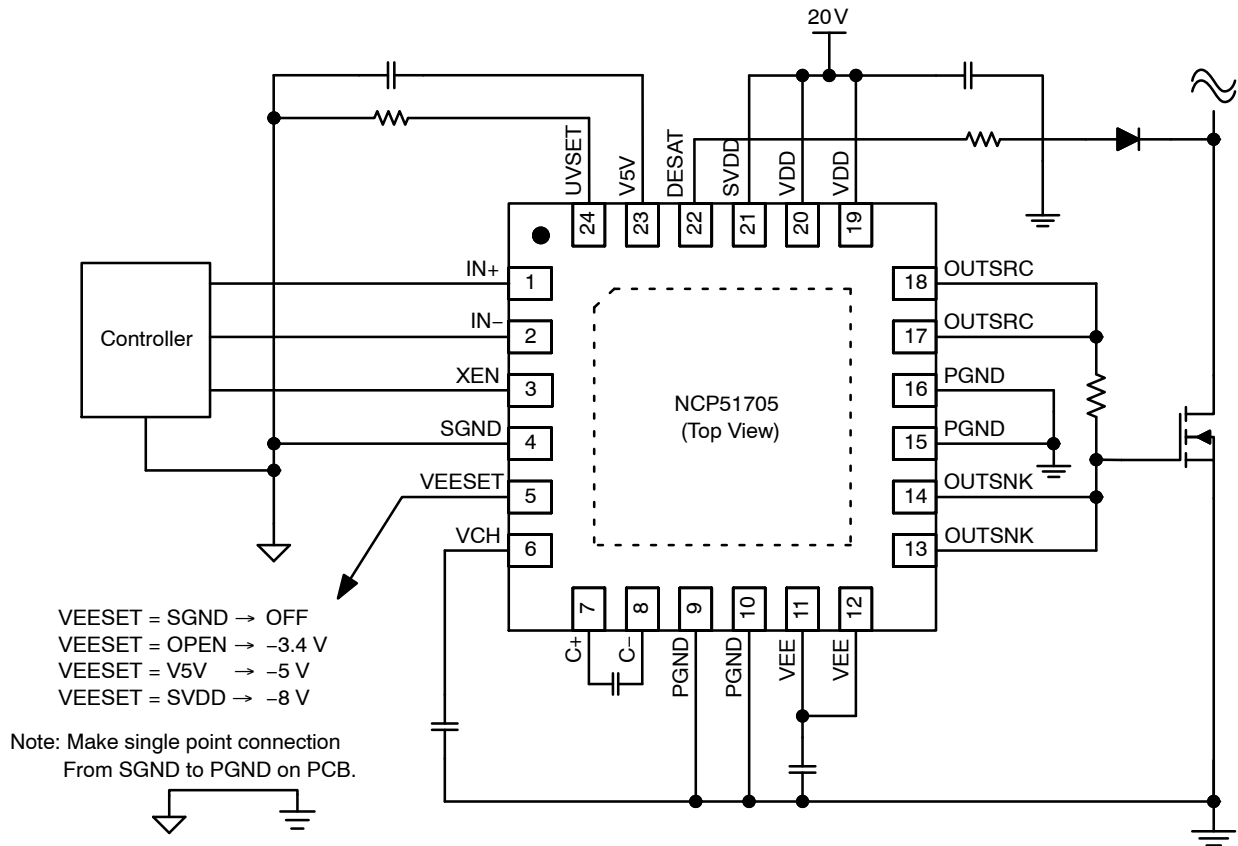 20V
UVSET
V5V
DESAT
SVDD
VDD
VDD
24
23
22
21
20
19
Controller
IN+
1
IN−
2
XEN
3
SGND
4
VEESET
5
VCH
6
NCP51705
(Top View)
18
OUTSRC
17
OUTSRC
16
PGND
15
PGND
14
OUTSNK
13
OUTSNK
7
8
9
10
11
12
C+
C−
PGND
PGND
VEE
VEE
VEESET = SGND → OFF
VEESET = OPEN → −3.4 V
VEESET = V5V → −5 V
VEESET = SVDD → −8 V
Note: Make single point connection
From SGND to PGND on PCB.